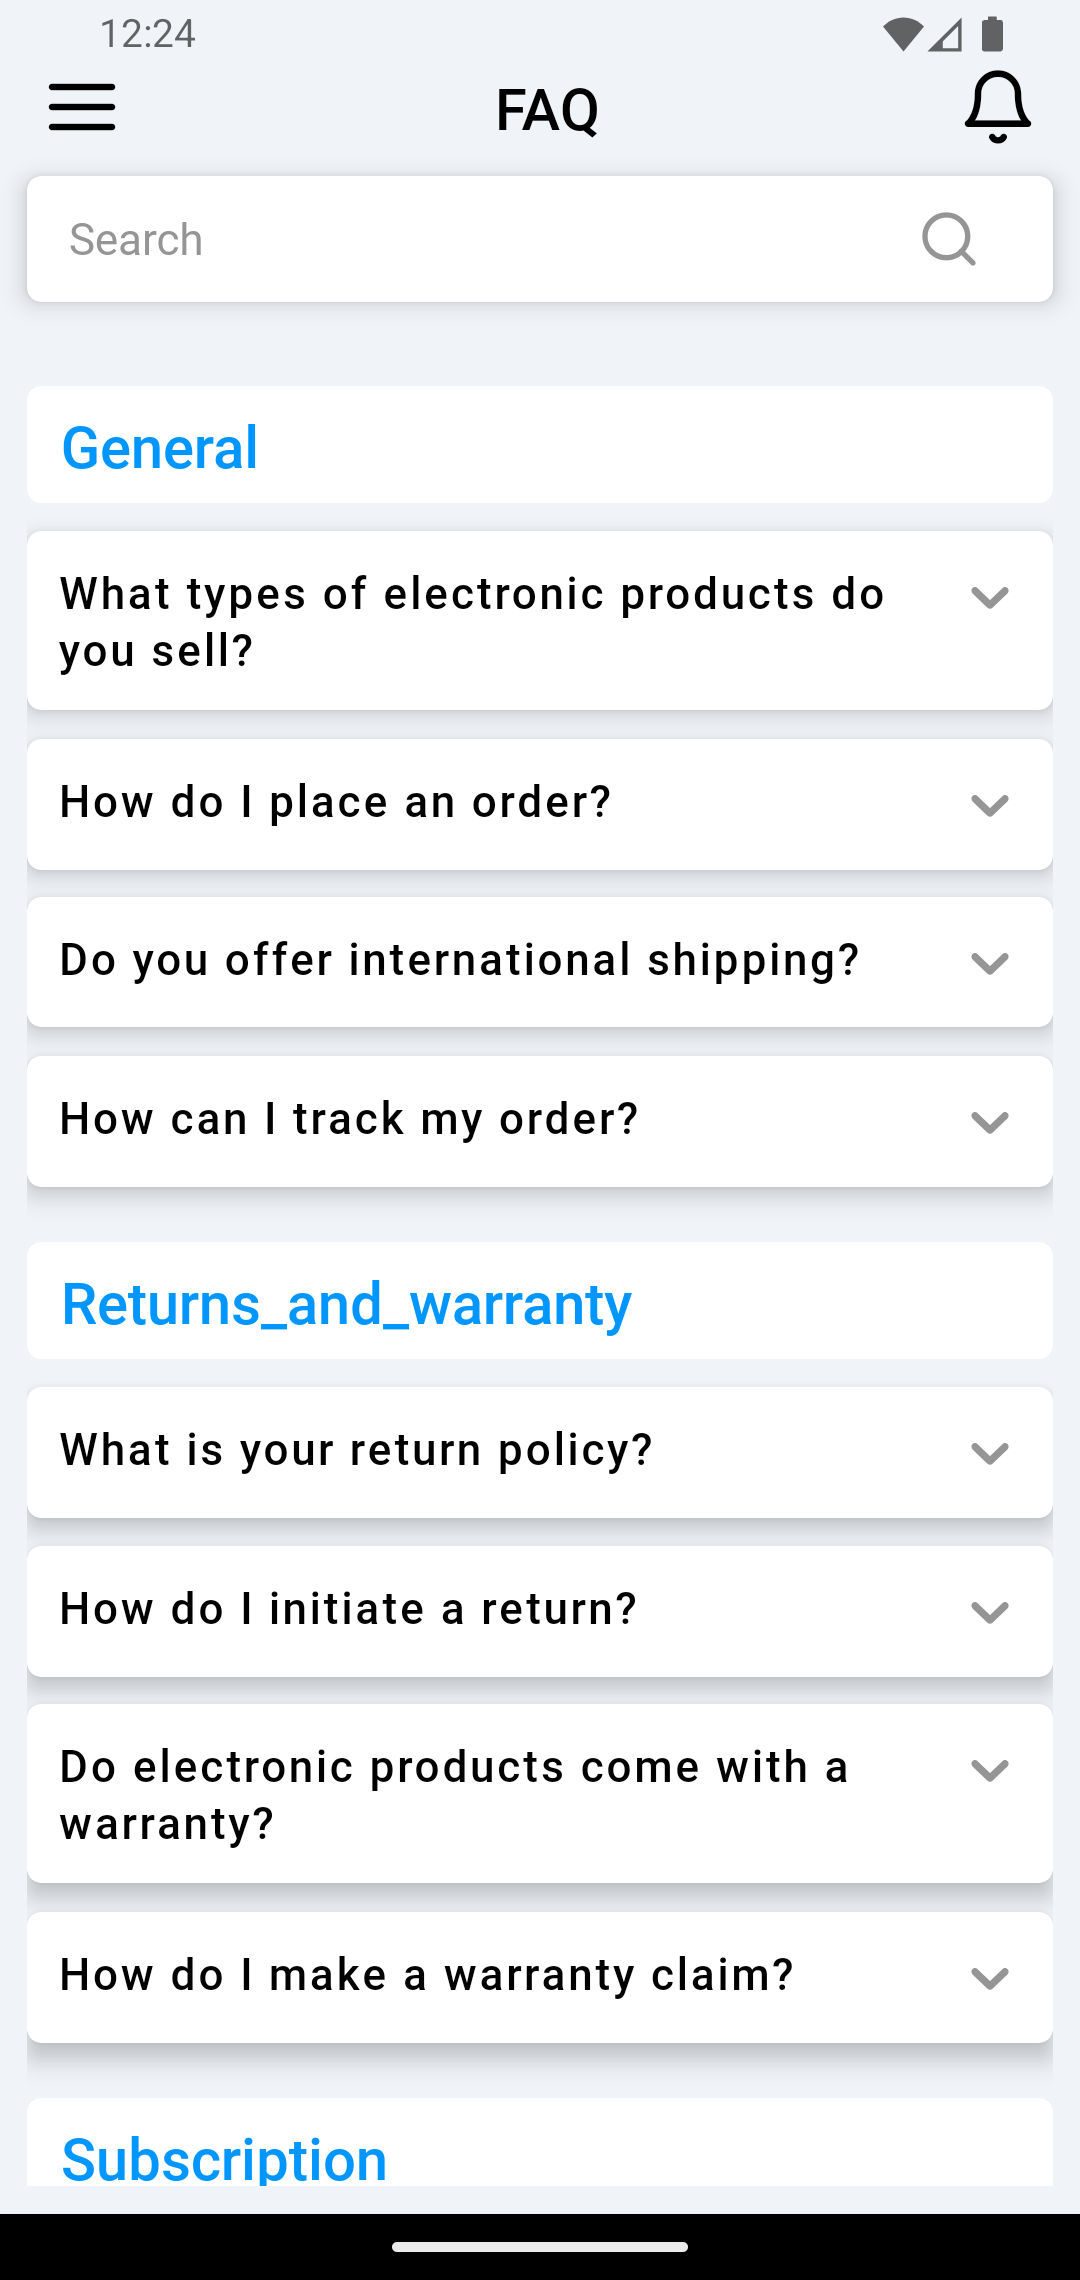 12:24
FAQ
Search
General
What types of electronic products do
you sell?
How do I place an order?
Do you offer international shipping?
How can I track my order?
Returns_and_warranty
What is your return policy?
How do I initiate a return?
Do electronic products come with a
warranty?
How do I make a warranty claim?
Subscription